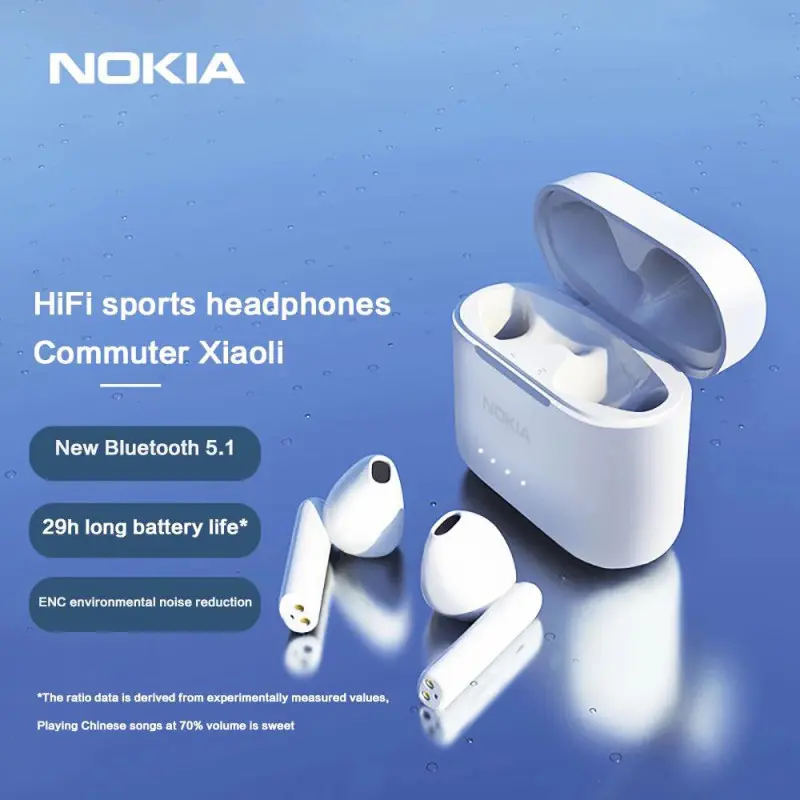 NOKIA
HiFi sports headphones
Commuter Xiaoli
New Bluetooth 5.1
29h long battery life*
ENC environmental noise reduction
NOKIA
*The ratio data is derived from experimentally measured values,
Playing Chinese songs at 70% volume is sweet